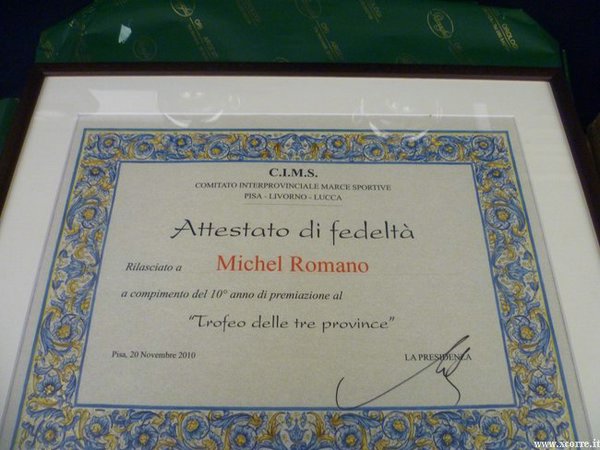 C.I.M.S.
COMITATO INTERPROVINCIALE MARCE SPORTIVE
PISA - LIVORNO - LUCCA
Attestato di fedeltà
Rilasciato a Michel Romano
a compimento del 10° anno di premiazione al
“Trofeo delle tre province”
Pisa, 20 Novembre 2010 LA PRESIDENZA
www.xcorre.it